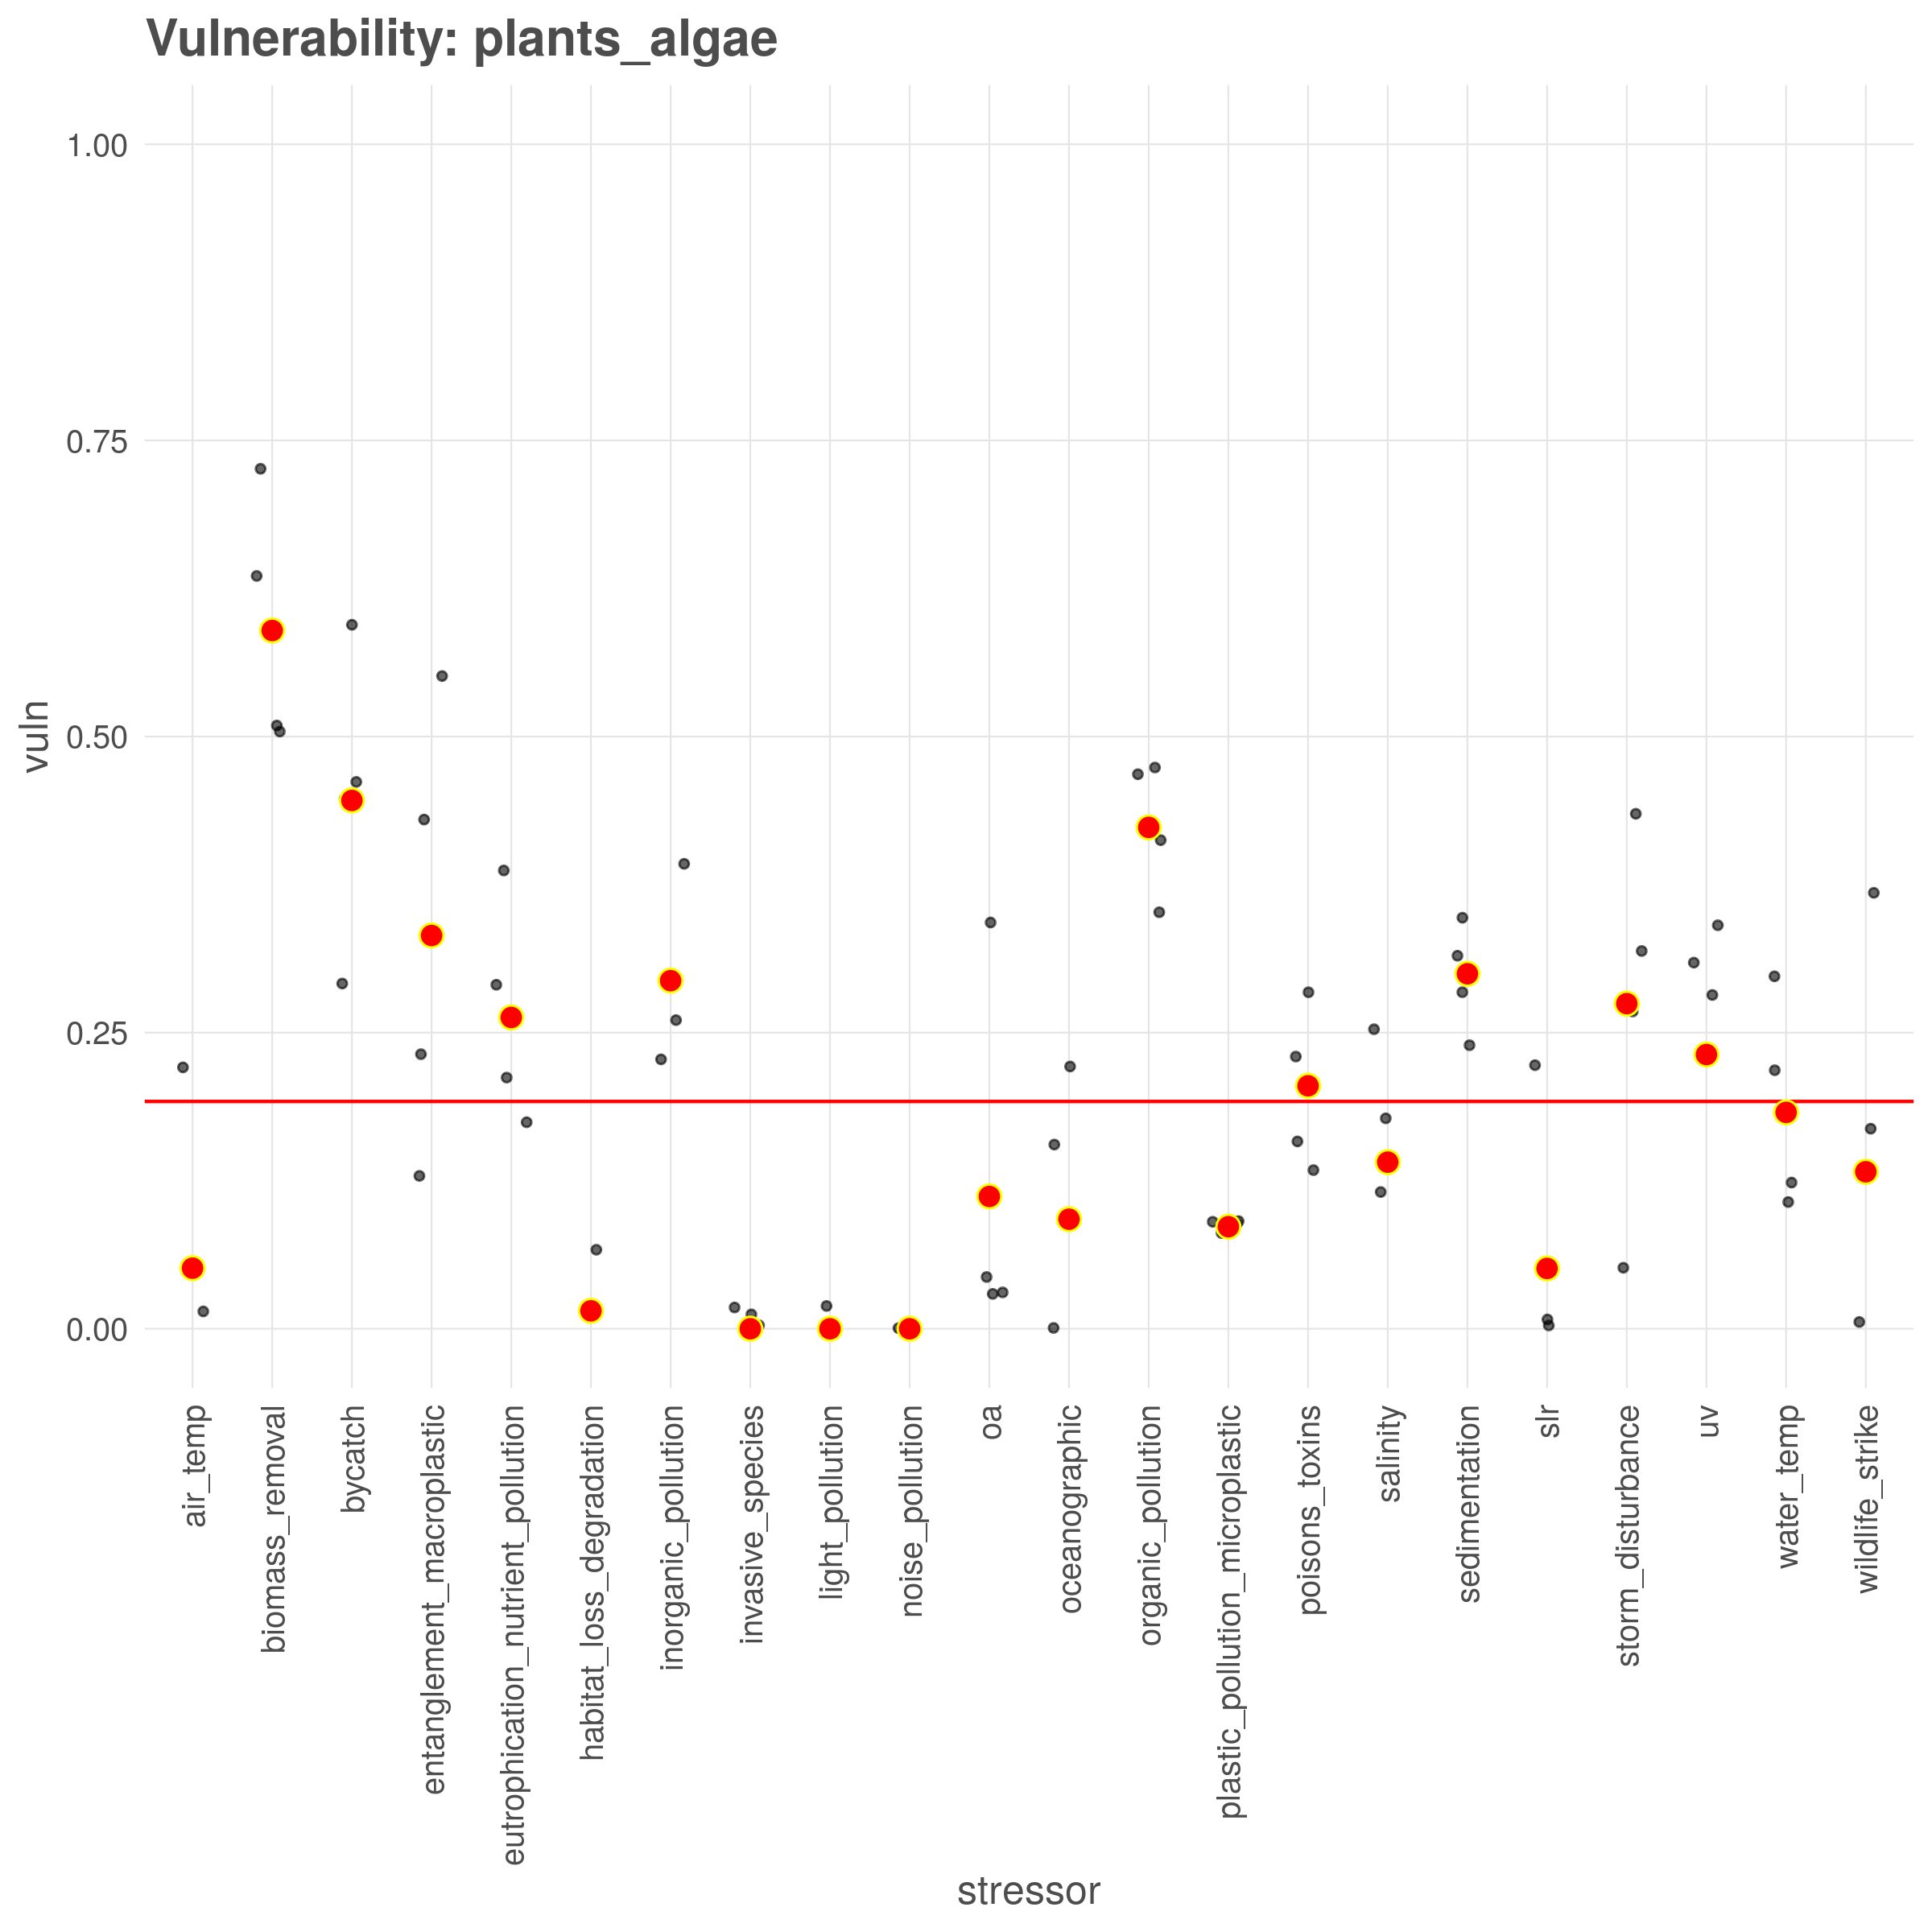 Vulnerability: plants_algae
1.00
0.75
0.50
0.25
0.00
vuln
air_temp
biomass_removal
bycatch
entanglement_macroplastic
eutrophication_nutrient_pollution
habitat_loss_degradation
inorganic_pollution
invasive_species
light_pollution
noise_pollution
oa
oceanographic
organic_pollution
plastic_pollution_microplastic
poisons_toxins
salinity
sedimentation
slr
storm_disturbance
uv
water_temp
wildlife_strike
stressor